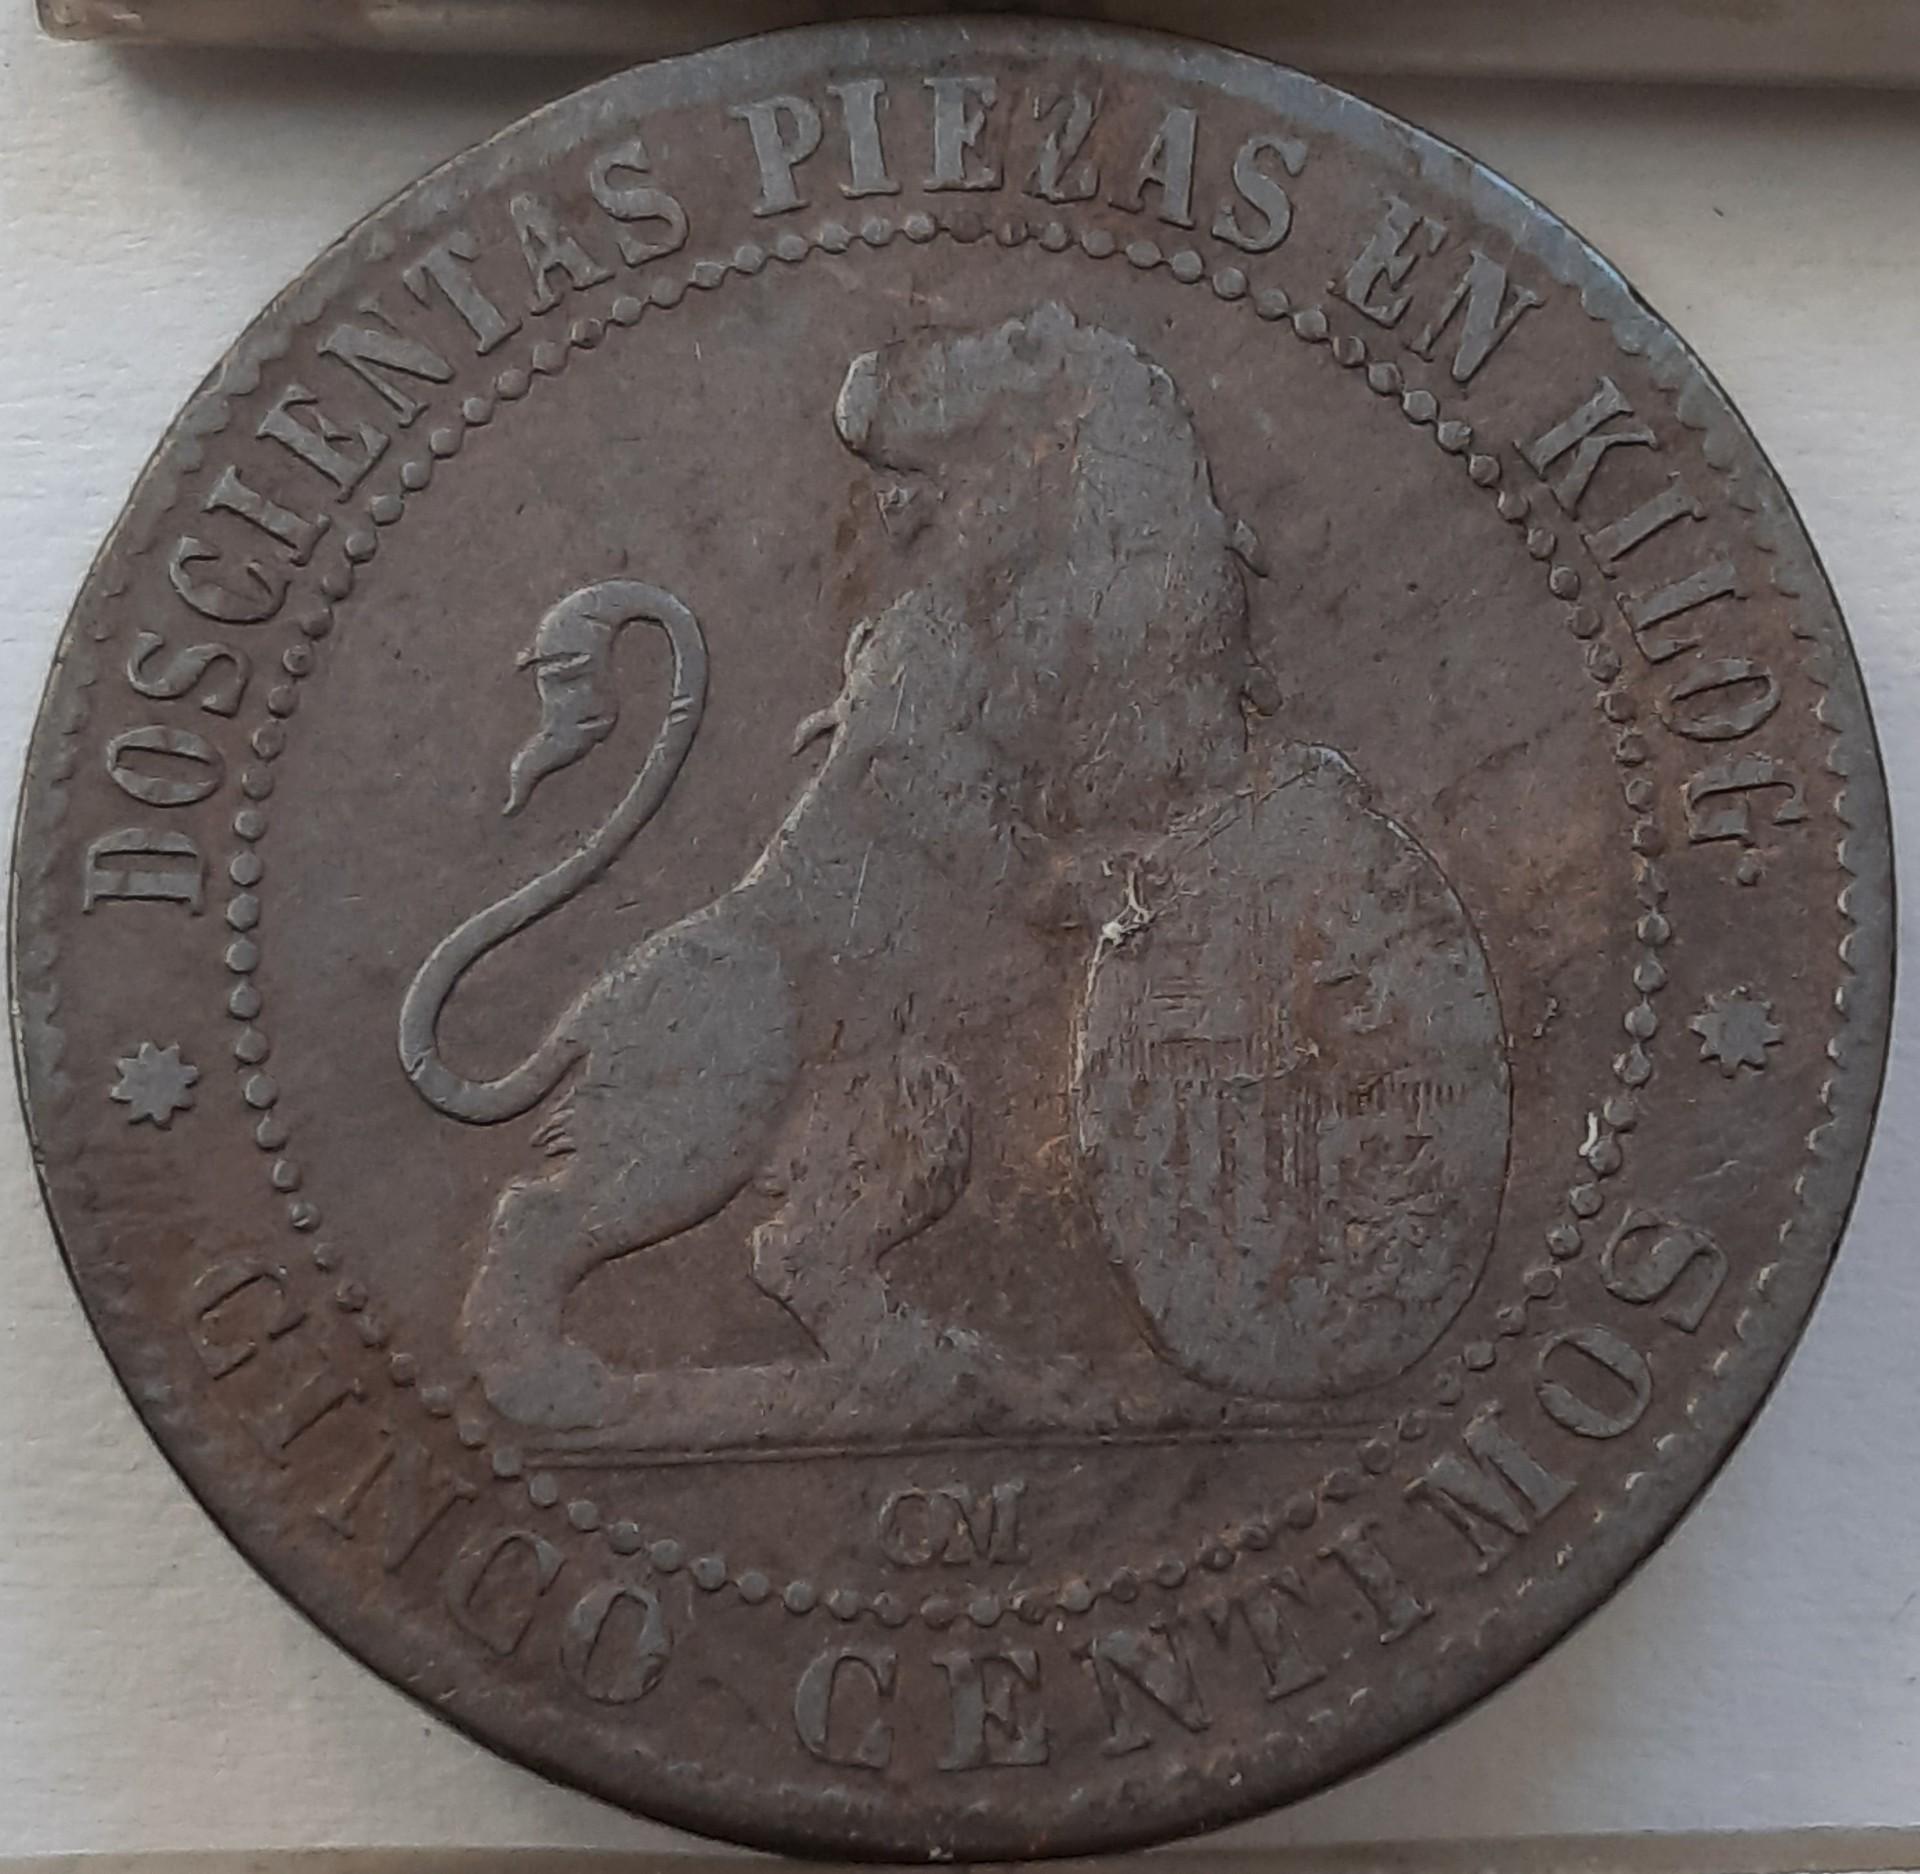 DOSCIENTAS PIEZAS EN KILOG.
OM
CINCO CENTIMOS